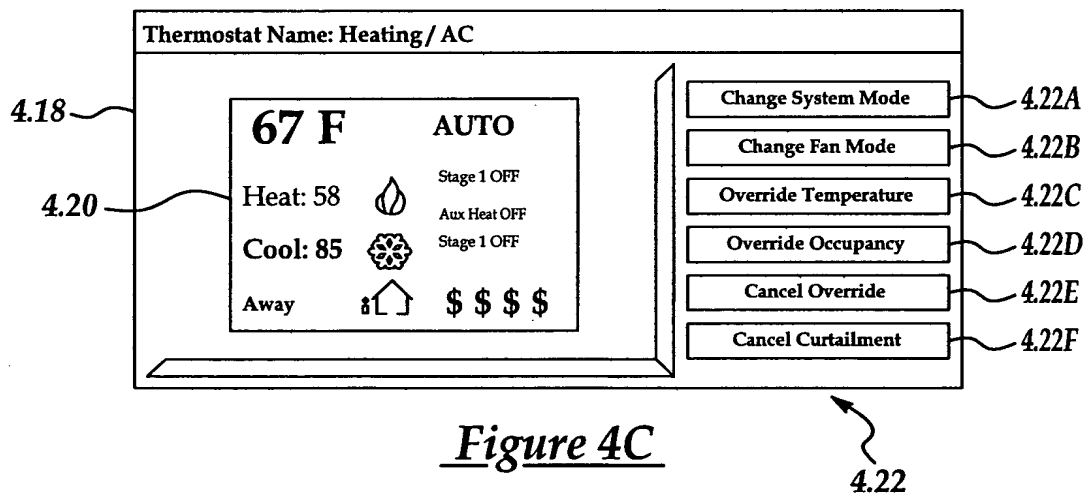 Thermostat Name: Heating / AC
4.18
67 F AUTO
4.20
Heat: 58
Stage 1 OFF
Aux Heat OFF
Cool: 85
Stage 1 OFF
Away
$ $ $ $
Change System Mode
4.22A
Change Fan Mode
4.22B
Override Temperature
4.22C
Override Occupancy
4.22D
Cancel Override
4.22E
Cancel Curtailment
4.22F
4.22
Figure 4C